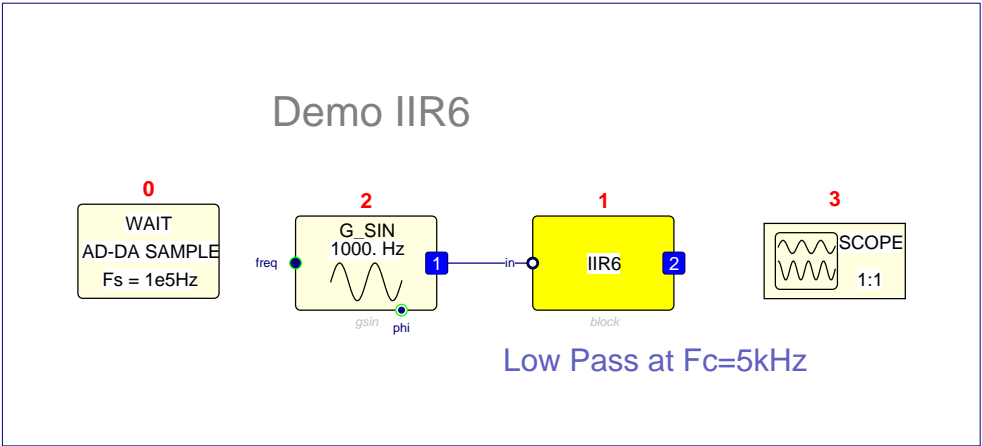 Demo IIR6
0
WAIT
AD-DA SAMPLE
Fs = 1e5Hz
2
G_SIN
1000. Hz
freq
1
gsin
phi
1
in
IIR6
2
block
3
SCOPE
1:1
Low Pass at Fc=5kHz